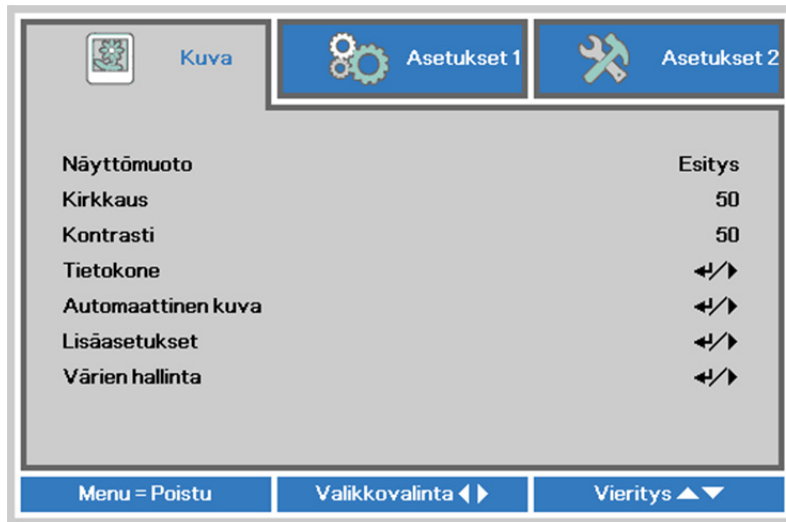 Kuva Asetukset 1 Asetukset 2
Näyttömuoto Esitys
Kirkkaus 50
Kontrasti 50
Tietokone ↵/▶
Automaattinen kuva ↵/▶
Lisäasetukset ↵/▶
Värien hallinta ↵/▶
Menu = Poistu Valikkovalinta ◀▶ Vieritys ▲▼